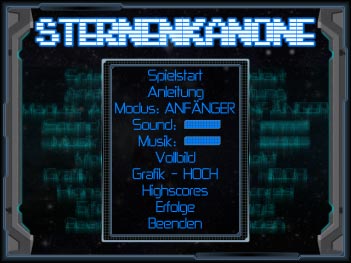 STERNENKANONE
Spielstart
Anleitung
Modus: ANFÄNGER
Sound:
Musik:
Vollbild
Grafik - HOCH
Highscores
Erfolge
Beenden